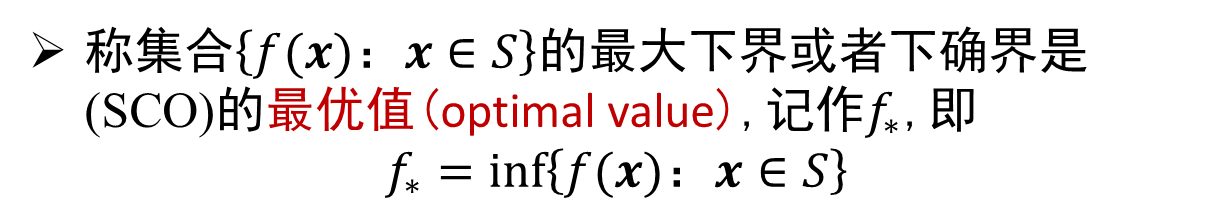 ➢ 称集合{f(x): x ∈ S}的最大下界或者下确界是
(SCO)的最优值(optimal value),记作f∗,即
f∗ = inf{f(x): x ∈ S}